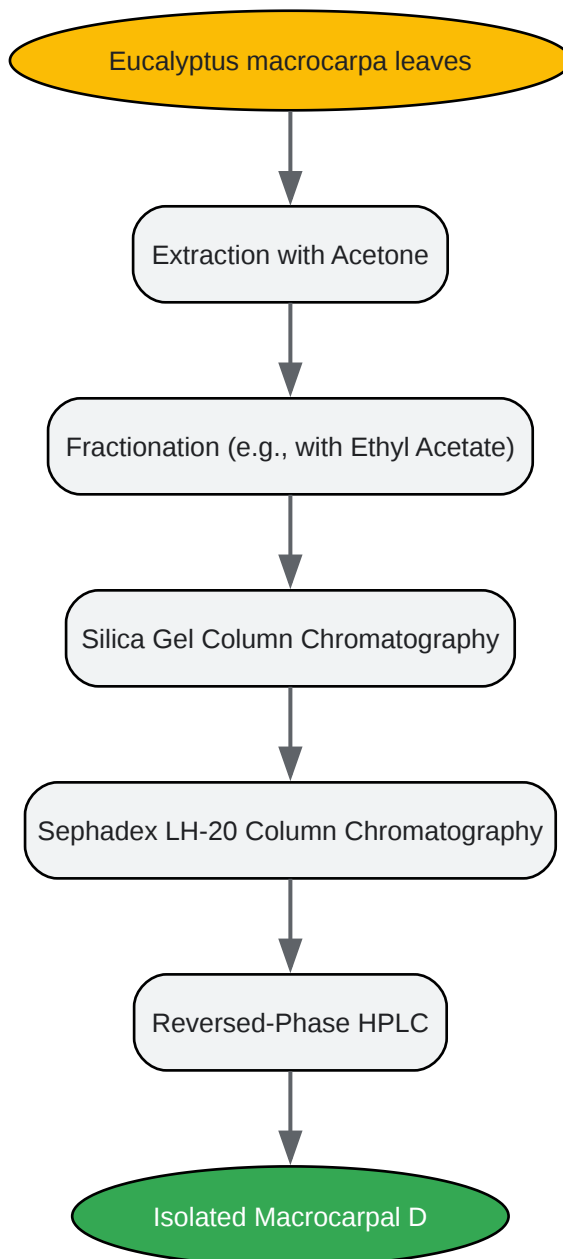 Eucalyptus macrocarpa leaves
Extraction with Acetone
Fractionation (e.g., with Ethyl Acetate)
Silica Gel Column Chromatography
Sephadex LH-20 Column Chromatography
Reversed-Phase HPLC
Isolated Macrocarpal D